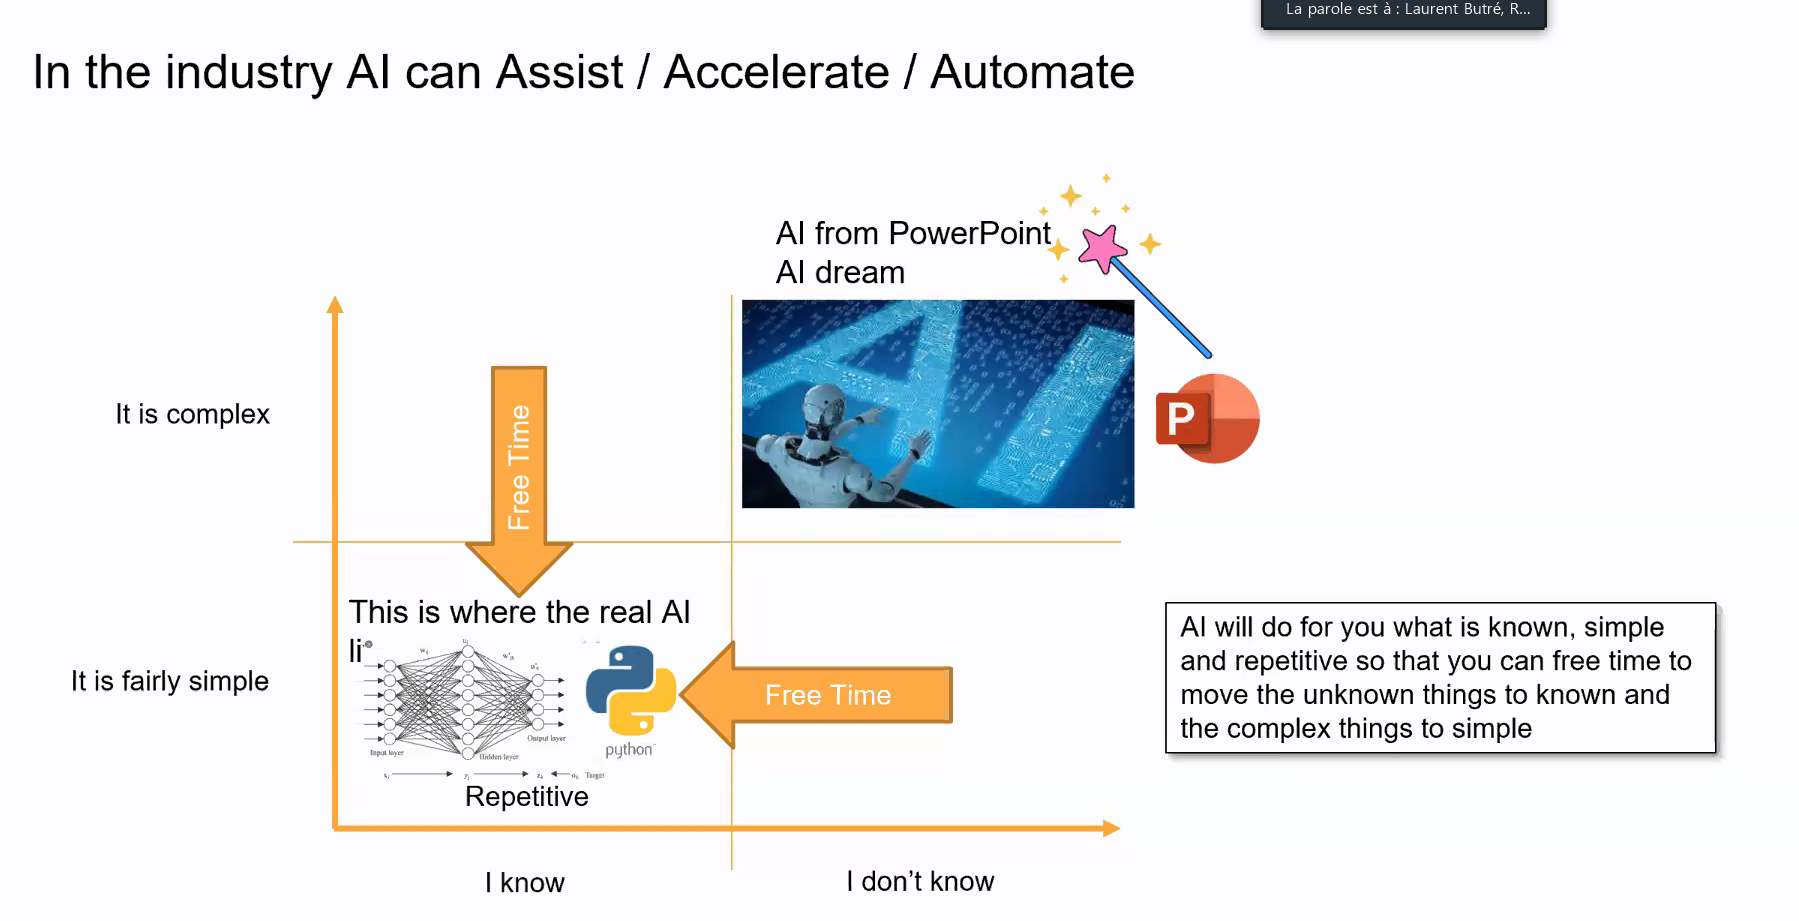 La parole est à : Laurent Butré, R...
In the industry AI can Assist / Accelerate / Automate
AI from PowerPoint
AI dream
P
It is complex
Free Time
This is where the real AI
li
It is fairly simple
Free Time
AI will do for you what is known, simple
and repetitive so that you can free time to
move the unknown things to known and
the complex things to simple
Output layer
Input layer
Hidden layer
python
Target
Repetitive
I know
I don't know